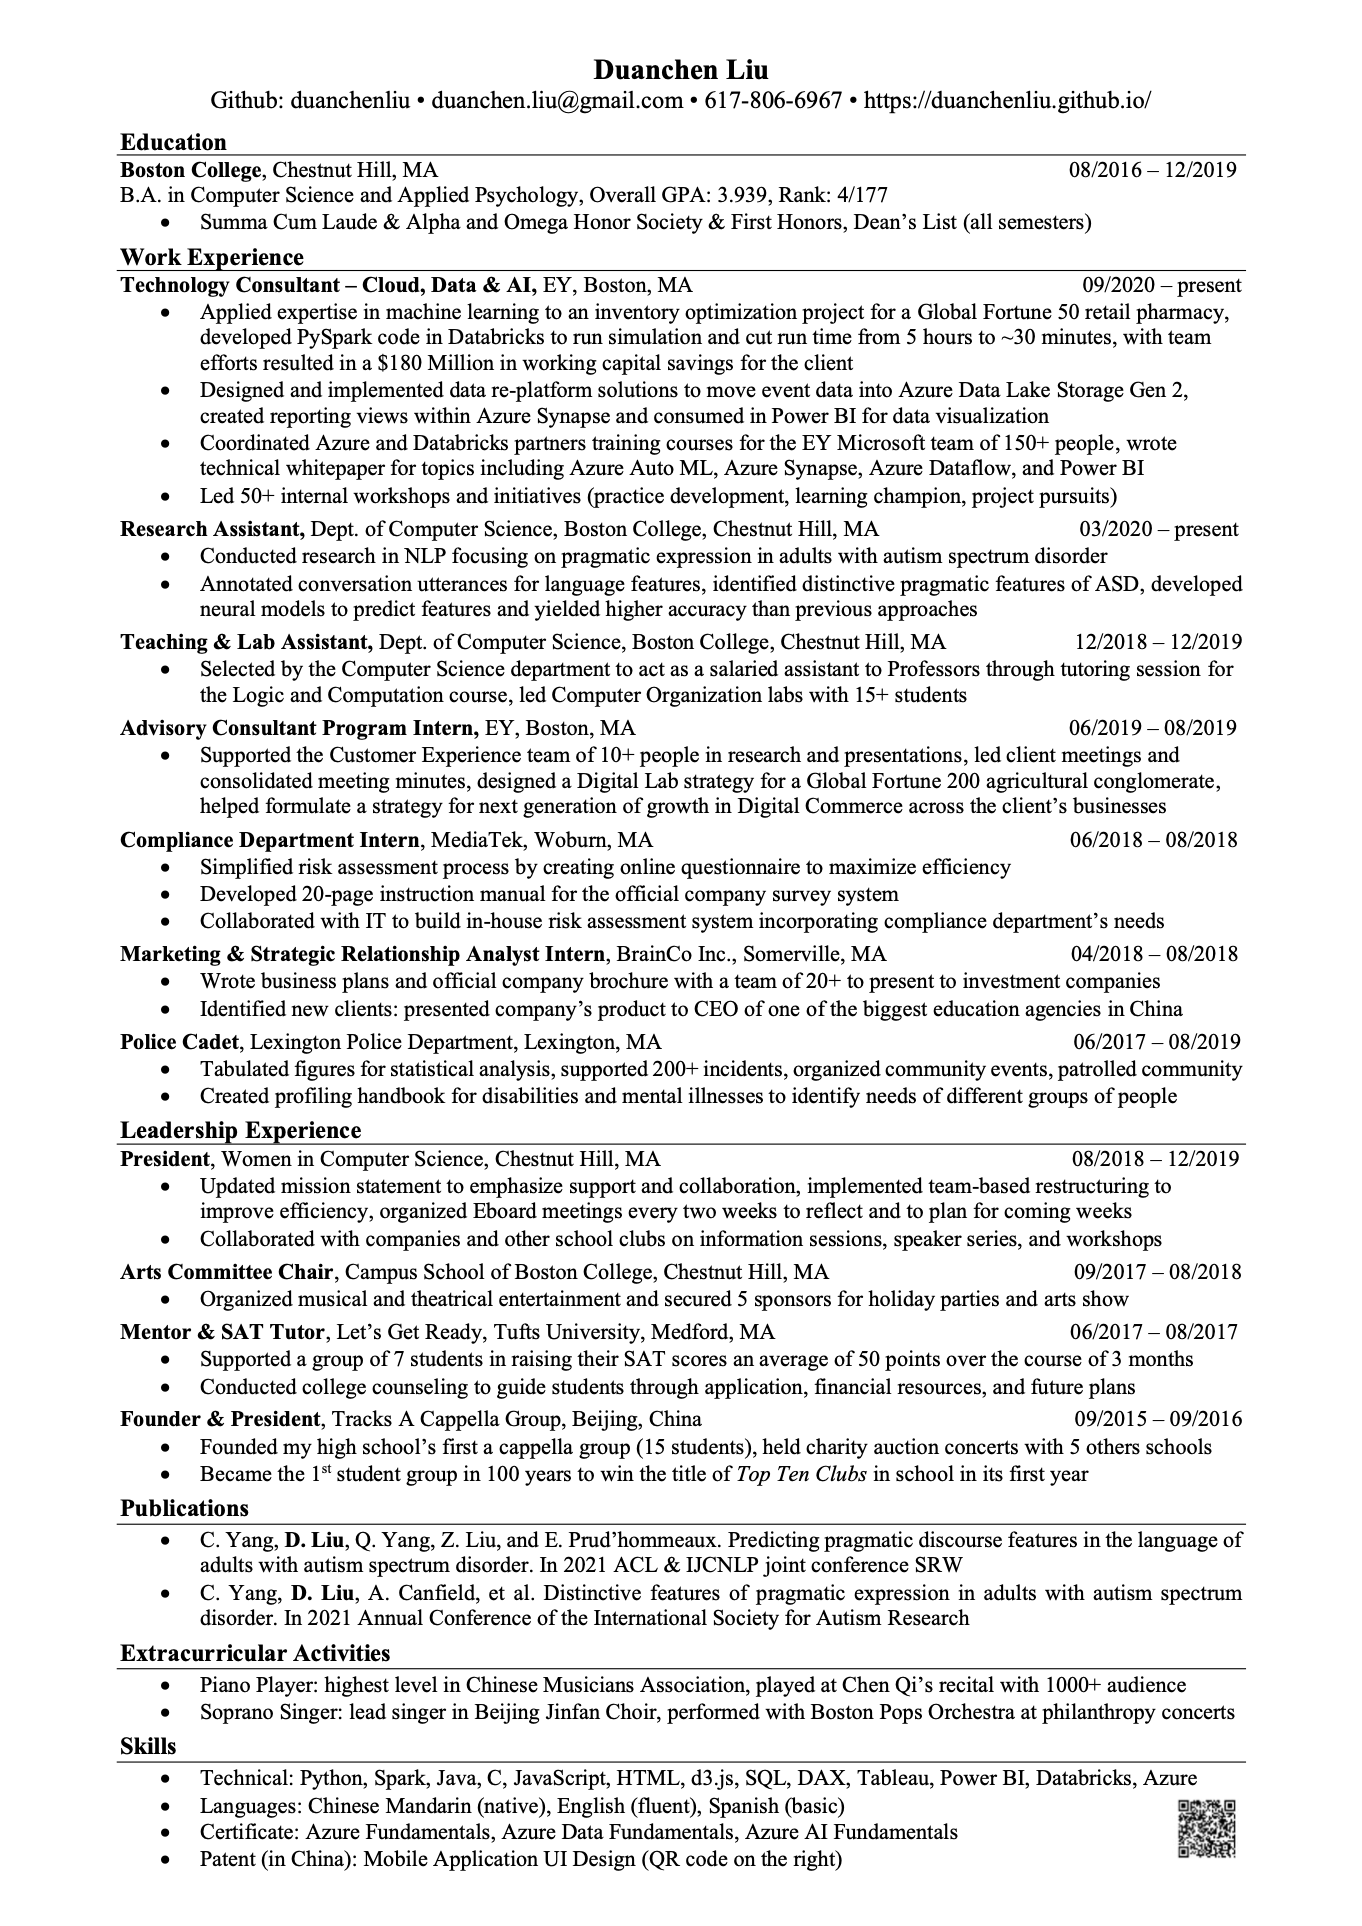 Duanchen Liu
Github: duanchenliu • duanchen.liu@gmail.com • 617-806-6967 • https://duanchenliu.github.io/
Education
Boston College, Chestnut Hill, MA 08/2016 – 12/2019
B.A. in Computer Science and Applied Psychology, Overall GPA: 3.939, Rank: 4/177
• Summa Cum Laude & Alpha and Omega Honor Society & First Honors, Dean’s List (all semesters)
Work Experience
Technology Consultant – Cloud, Data & AI, EY, Boston, MA 09/2020 – present
• Applied expertise in machine learning to an inventory optimization project for a Global Fortune 50 retail pharmacy,
developed PySpark code in Databricks to run simulation and cut run time from 5 hours to ~30 minutes, with team
efforts resulted in a $180 Million in working capital savings for the client
• Designed and implemented data re-platform solutions to move event data into Azure Data Lake Storage Gen 2,
created reporting views within Azure Synapse and consumed in Power BI for data visualization
• Coordinated Azure and Databricks partners training courses for the EY Microsoft team of 150+ people, wrote
technical whitepaper for topics including Azure Auto ML, Azure Synapse, Azure Dataflow, and Power BI
• Led 50+ internal workshops and initiatives (practice development, learning champion, project pursuits)
Research Assistant, Dept. of Computer Science, Boston College, Chestnut Hill, MA 03/2020 – present
• Conducted research in NLP focusing on pragmatic expression in adults with autism spectrum disorder
• Annotated conversation utterances for language features, identified distinctive pragmatic features of ASD, developed
neural models to predict features and yielded higher accuracy than previous approaches
Teaching & Lab Assistant, Dept. of Computer Science, Boston College, Chestnut Hill, MA 12/2018 – 12/2019
• Selected by the Computer Science department to act as a salaried assistant to Professors through tutoring session for
the Logic and Computation course, led Computer Organization labs with 15+ students
Advisory Consultant Program Intern, EY, Boston, MA 06/2019 – 08/2019
• Supported the Customer Experience team of 10+ people in research and presentations, led client meetings and
consolidated meeting minutes, designed a Digital Lab strategy for a Global Fortune 200 agricultural conglomerate,
helped formulate a strategy for next generation of growth in Digital Commerce across the client’s businesses
Compliance Department Intern, MediaTek, Woburn, MA 06/2018 – 08/2018
• Simplified risk assessment process by creating online questionnaire to maximize efficiency
• Developed 20-page instruction manual for the official company survey system
• Collaborated with IT to build in-house risk assessment system incorporating compliance department’s needs
Marketing & Strategic Relationship Analyst Intern, BrainCo Inc., Somerville, MA 04/2018 – 08/2018
• Wrote business plans and official company brochure with a team of 20+ to present to investment companies
• Identified new clients: presented company’s product to CEO of one of the biggest education agencies in China
Police Cadet, Lexington Police Department, Lexington, MA 06/2017 – 08/2019
• Tabulated figures for statistical analysis, supported 200+ incidents, organized community events, patrolled community
• Created profiling handbook for disabilities and mental illnesses to identify needs of different groups of people
Leadership Experience
President, Women in Computer Science, Chestnut Hill, MA 08/2018 – 12/2019
• Updated mission statement to emphasize support and collaboration, implemented team-based restructuring to
improve efficiency, organized Eboard meetings every two weeks to reflect and to plan for coming weeks
• Collaborated with companies and other school clubs on information sessions, speaker series, and workshops
Arts Committee Chair, Campus School of Boston College, Chestnut Hill, MA 09/2017 – 08/2018
• Organized musical and theatrical entertainment and secured 5 sponsors for holiday parties and arts show
Mentor & SAT Tutor, Let’s Get Ready, Tufts University, Medford, MA 06/2017 – 08/2017
• Supported a group of 7 students in raising their SAT scores an average of 50 points over the course of 3 months
• Conducted college counseling to guide students through application, financial resources, and future plans
Founder & President, Tracks A Cappella Group, Beijing, China 09/2015 – 09/2016
• Founded my high school’s first a cappella group (15 students), held charity auction concerts with 5 others schools
• Became the 1st student group in 100 years to win the title of Top Ten Clubs in school in its first year
Publications
• C. Yang, D. Liu, Q. Yang, Z. Liu, and E. Prud’hommeaux. Predicting pragmatic discourse features in the language of
adults with autism spectrum disorder. In 2021 ACL & IJCNLP joint conference SRW
• C. Yang, D. Liu, A. Canfield, et al. Distinctive features of pragmatic expression in adults with autism spectrum
disorder. In 2021 Annual Conference of the International Society for Autism Research
Extracurricular Activities
• Piano Player: highest level in Chinese Musicians Association, played at Chen Qi’s recital with 1000+ audience
• Soprano Singer: lead singer in Beijing Jinfan Choir, performed with Boston Pops Orchestra at philanthropy concerts
Skills
• Technical: Python, Spark, Java, C, JavaScript, HTML, d3.js, SQL, DAX, Tableau, Power BI, Databricks, Azure
• Languages: Chinese Mandarin (native), English (fluent), Spanish (basic)
• Certificate: Azure Fundamentals, Azure Data Fundamentals, Azure AI Fundamentals
• Patent (in China): Mobile Application UI Design (QR code on the right)